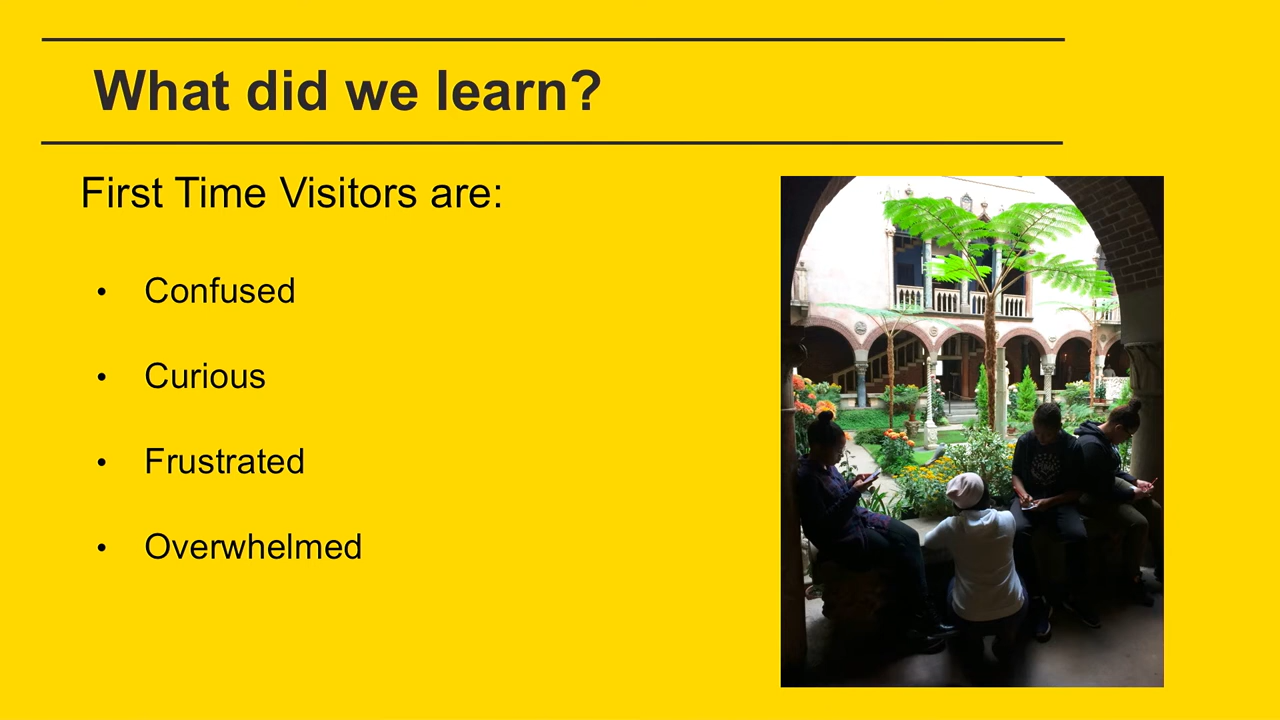 What did we learn?
First Time Visitors are:
• Confused
• Curious
• Frustrated
• Overwhelmed